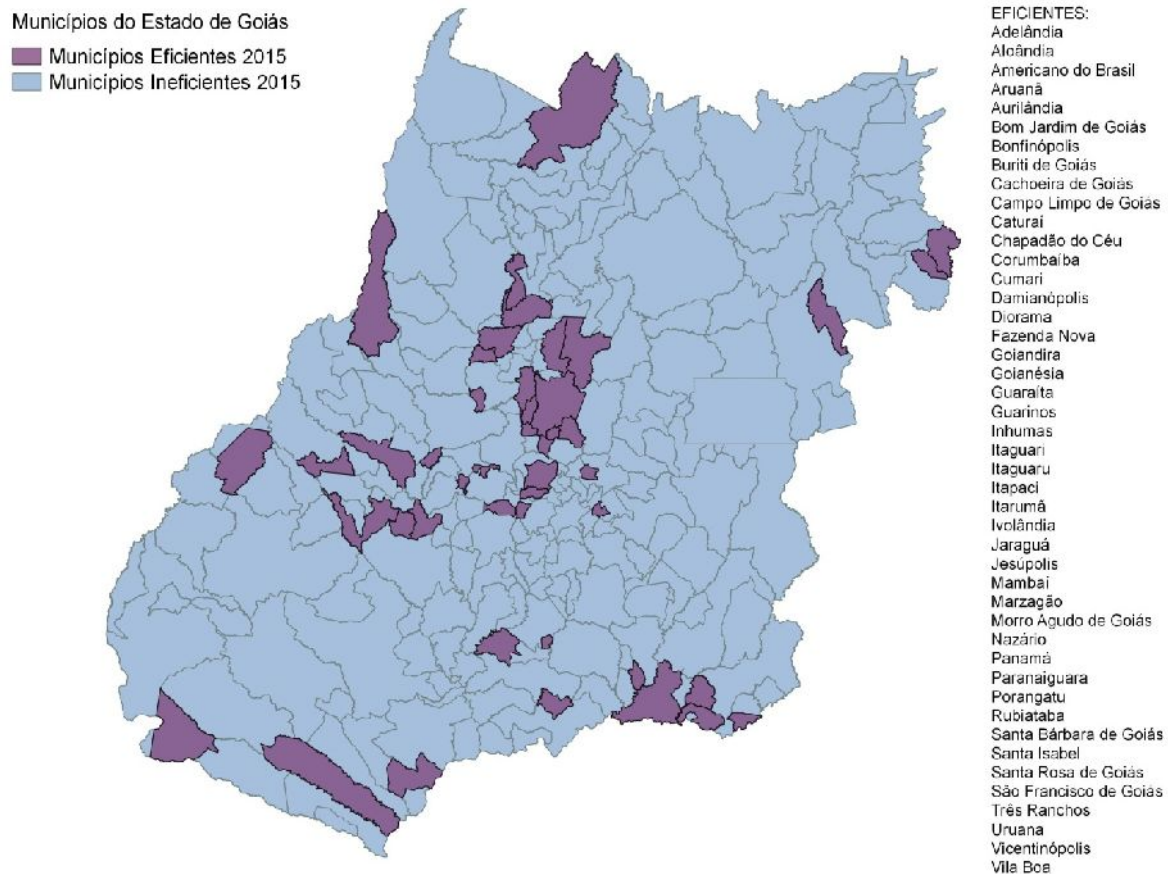 Municípios do Estado de Goiás
Municípios Eficientes 2015
Municípios Ineficientes 2015
EFICIENTES:
Adelândia
Aloândia
Americano do Brasil
Aruanã
Aurilândia
Bom Jardim de Goiás
Bonfinópolis
Buriti de Goiás
Cachoeira de Goiás
Campo Limpo de Goiás
Caturaí
Chapadão do Céu
Corumbaíba
Cumari
Damianópolis
Diorama
Fazenda Nova
Goiandira
Goianésia
Guaraíta
Guarinos
Inhumas
Itaguari
Itaguaru
Itapaci
Itarumã
Ivolândia
Jaraguá
Jesúpolis
Mambaí
Marzagão
Morro Agudo de Goiás
Nazário
Panamá
Paranaiguara
Porangatu
Rubiataba
Santa Bárbara de Goiás
Santa Isabel
Santa Rosa de Goiás
São Francisco de Goiás
Três Ranchos
Uruana
Vicentinópolis
Vila Boa